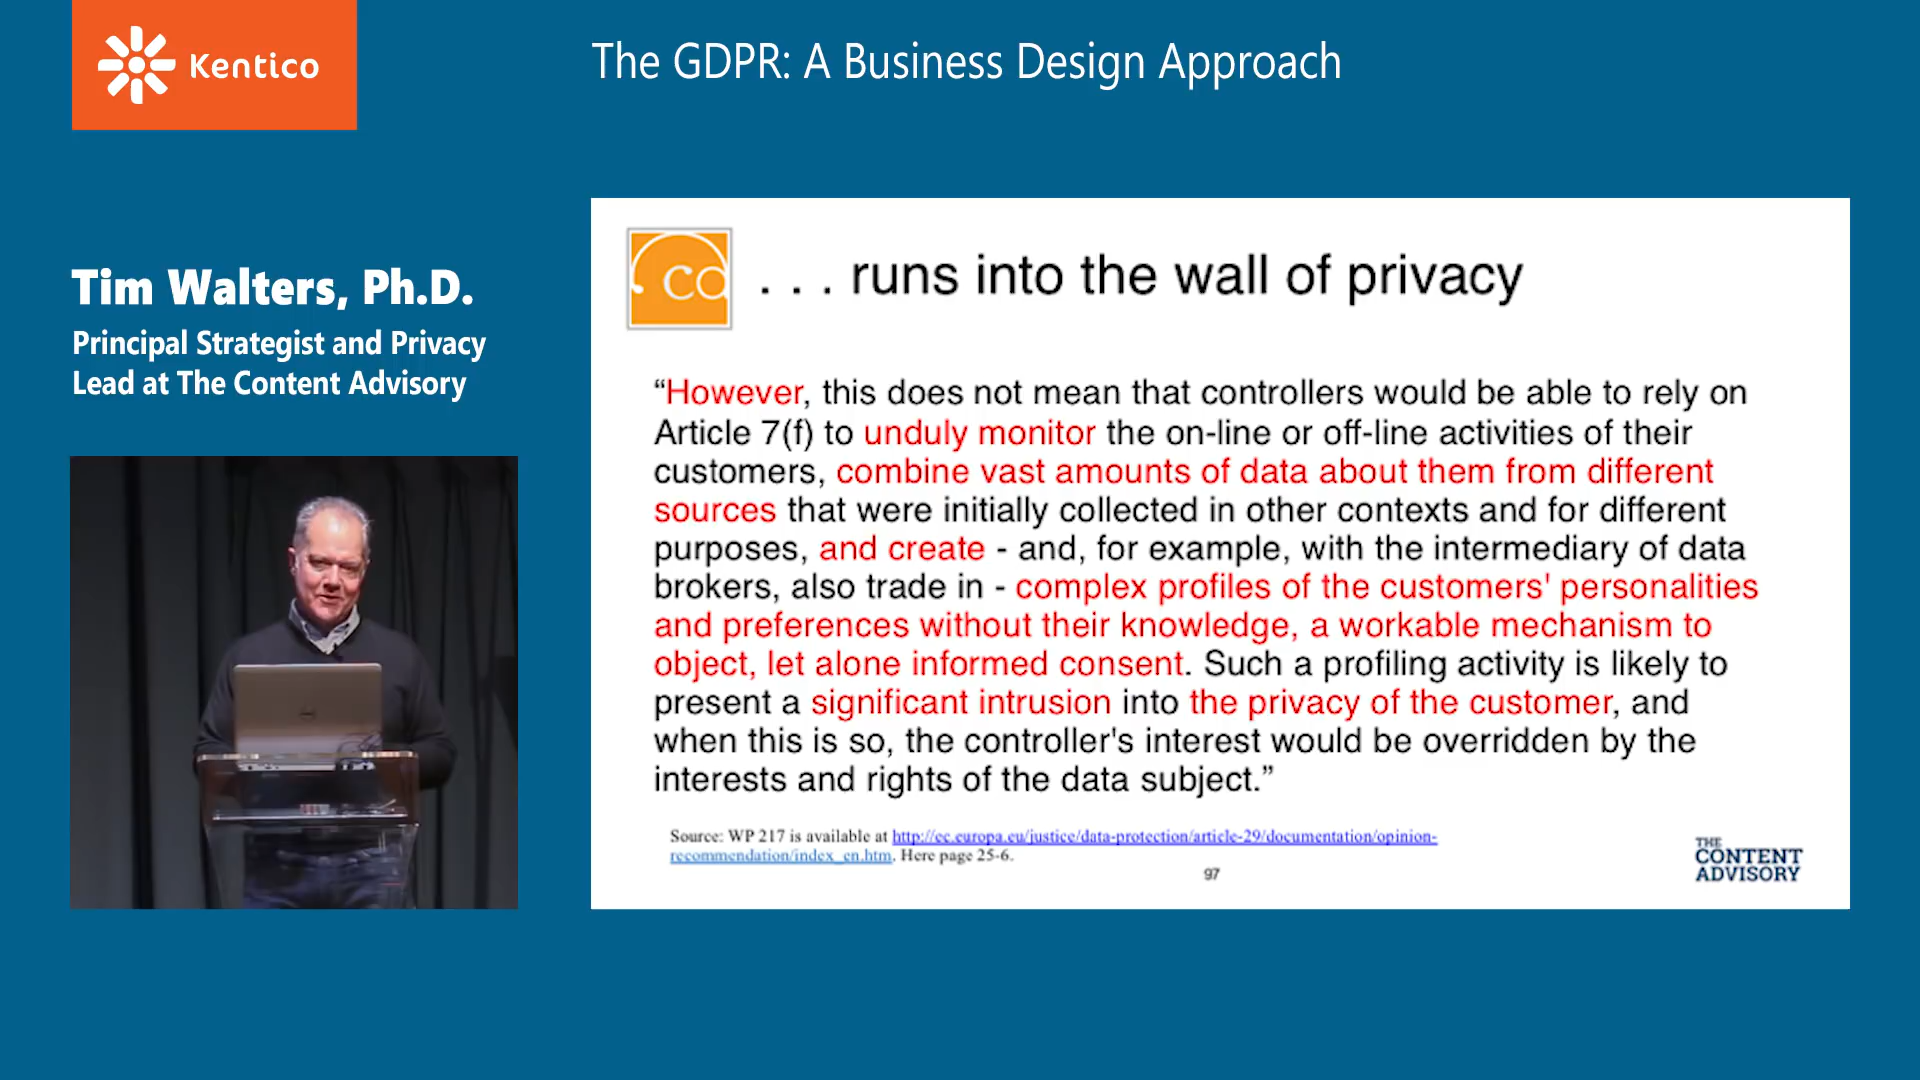 Kentico
The GDPR: A Business Design Approach
Tim Walters, Ph.D.
Principal Strategist and Privacy
Lead at The Content Advisory
. . . runs into the wall of privacy
“However, this does not mean that controllers would be able to rely on
Article 7(f) to unduly monitor the on-line or off-line activities of their
customers, combine vast amounts of data about them from different
sources that were initially collected in other contexts and for different
purposes, and create - and, for example, with the intermediary of data
brokers, also trade in - complex profiles of the customers' personalities
and preferences without their knowledge, a workable mechanism to
object, let alone informed consent. Such a profiling activity is likely to
present a significant intrusion into the privacy of the customer, and
when this is so, the controller's interest would be overridden by the
interests and rights of the data subject.”
Source: WP 217 is available at http://ec.europa.eu/justice/data-protection/article-29/documentation/opinion-
recommendation/index_en.htm. Here page 25-6.
97
THE
CONTENT
ADVISORY